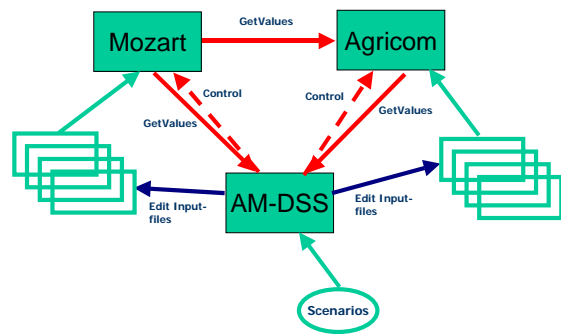 GetValues
Mozart
Agricom
Control
Control
GetValues
GetValues
AM-DSS
Edit Input-
files
Edit Input-
files
Scenarios